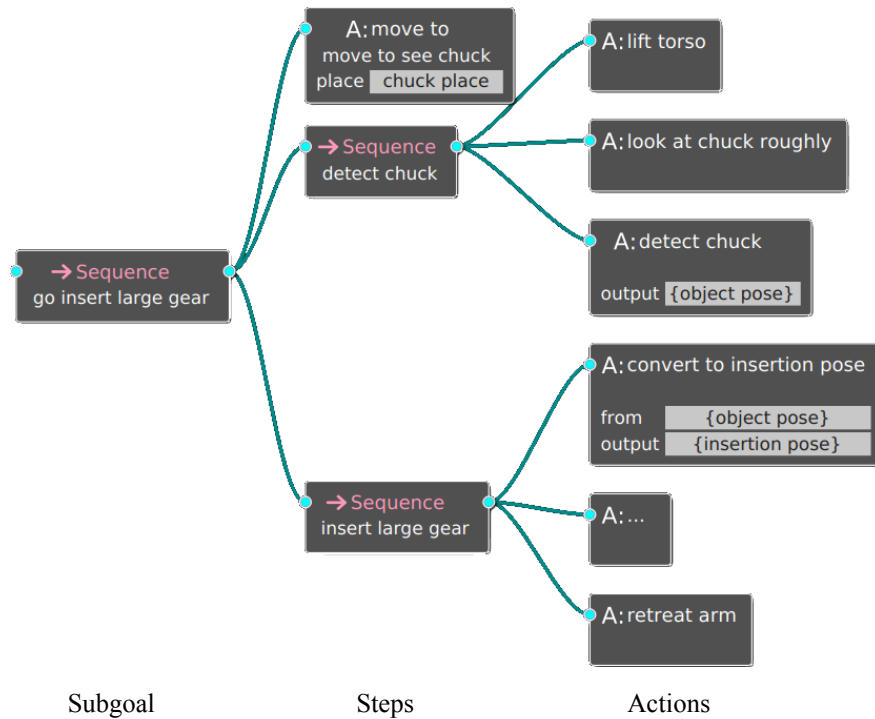 A: move to
move to see chuck
place chuck place
→ Sequence
detect chuck
A: lift torso
A: look at chuck roughly
A: detect chuck
output {object pose}
→ Sequence
go insert large gear
A: convert to insertion pose
from {object pose}
output {insertion pose}
→ Sequence
insert large gear
A: ...
A: retreat arm
Subgoal Steps Actions